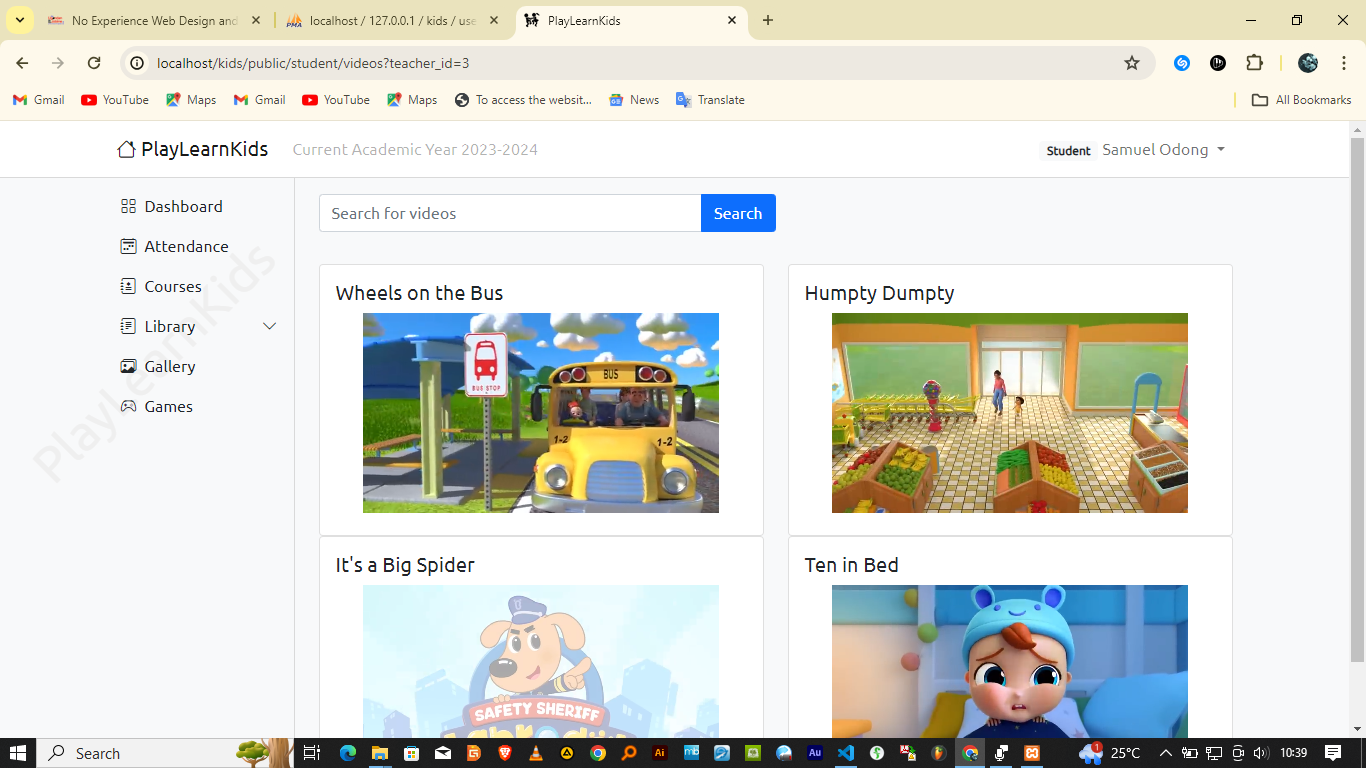 No Experience Web Design and
localhost / 127.0.0.1 / kids / use
PlayLearnKids
localhost/kids/public/student/videos?teacher_id=3
Gmail YouTube Maps Gmail YouTube Maps To access the websit... News Translate All Bookmarks
PlayLearnKids Current Academic Year 2023-2024 Student Samuel Odong
Dashboard
Attendance
Courses
Library
Gallery
Games
PlayLearnKids
Search for videos Search
Wheels on the Bus
BUS STOP
BUS
1-2 1-2
Humpty Dumpty
It's a Big Spider
SAFETY SHERIFF
Ten in Bed
Search
Ai
Au
1
25°C
10:39